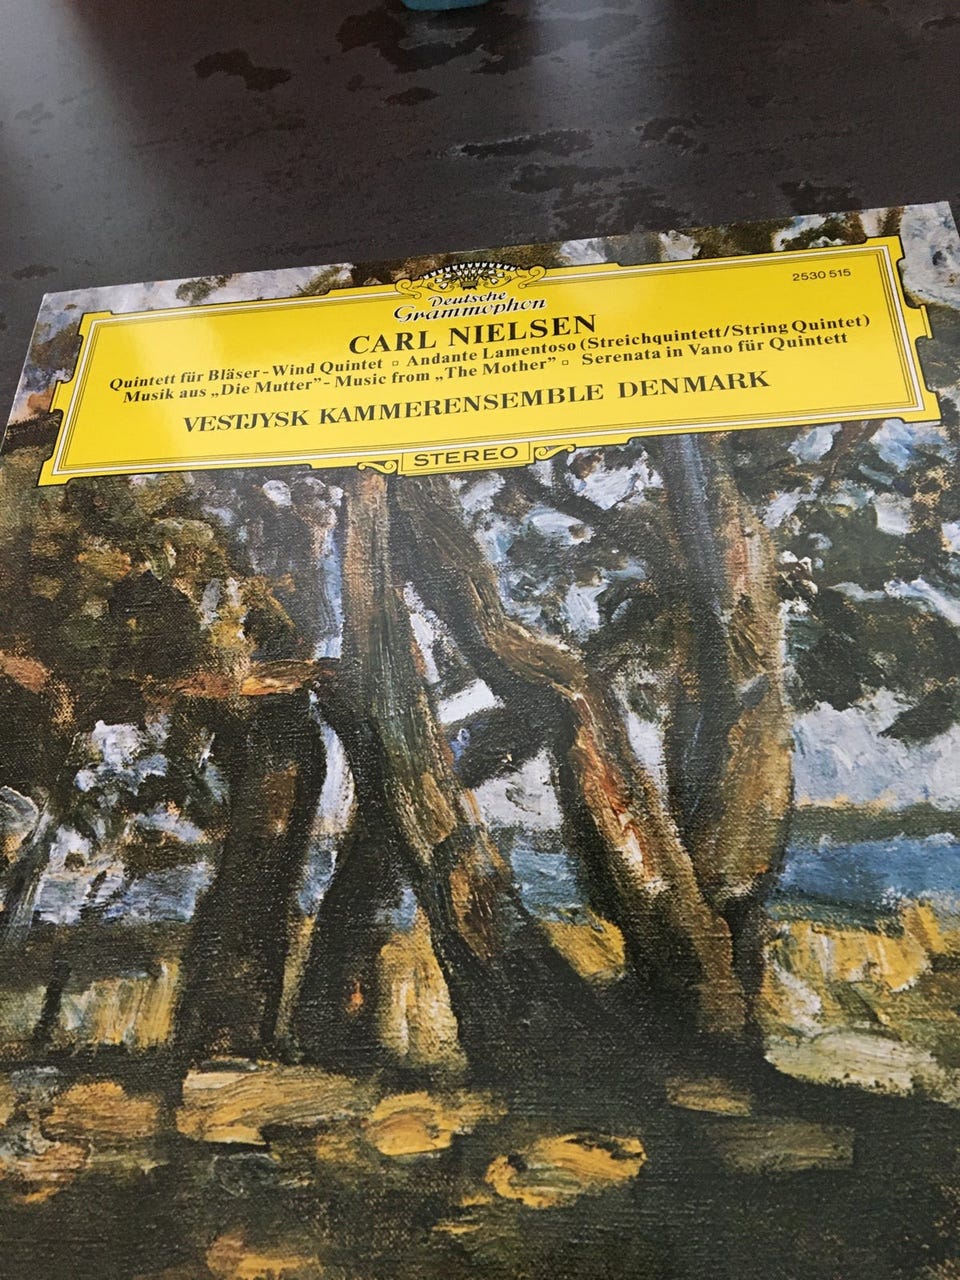 2530 515
Deutsche
Grammophon
CARL NIELSEN
Quintett für Bläser - Wind Quintet ▫ Andante Lamentoso (Streichquintett/String Quintet)
Musik aus „Die Mutter” - Music from „The Mother” ▫ Serenata in Vano für Quintett
VESTJYSK KAMMERENSEMBLE DENMARK
STEREO